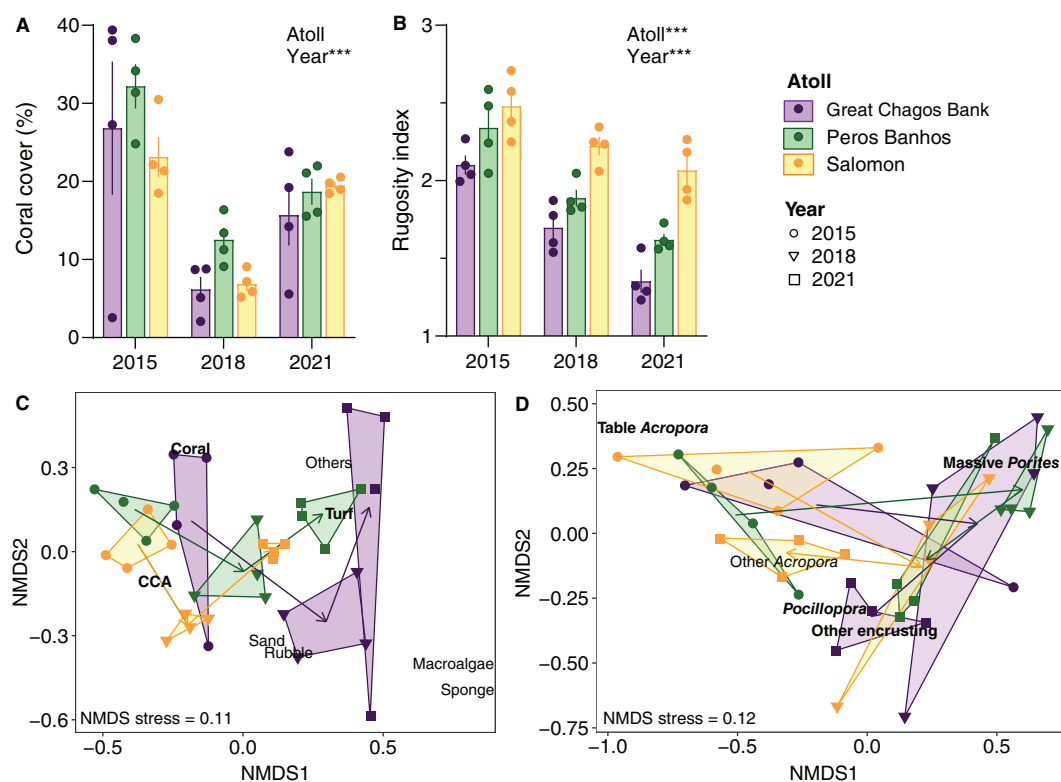 A
Coral cover (%)
40
30
20
10
0
Atoll
Year***
2015
2018
2021
B
Rugosity index
3
2
1
Atoll***
Year***
2015
2018
2021
Atoll
Great Chagos Bank
Peros Banhos
Salomon
Year
2015
2018
2021
C
NMDS2
0.3
0.0
−0.3
−0.6
Coral
Others
Turf
CCA
Sand
Rubble
Macroalgae
Sponge
NMDS stress = 0.11
−0.5
0.0
0.5
NMDS1
D
NMDS2
0.50
0.25
0.00
−0.25
−0.50
−0.75
Table Acropora
Massive Porites
Other Acropora
Pocillopora
Other encrusting
NMDS stress = 0.12
−1.0
−0.5
0.0
0.5
NMDS1